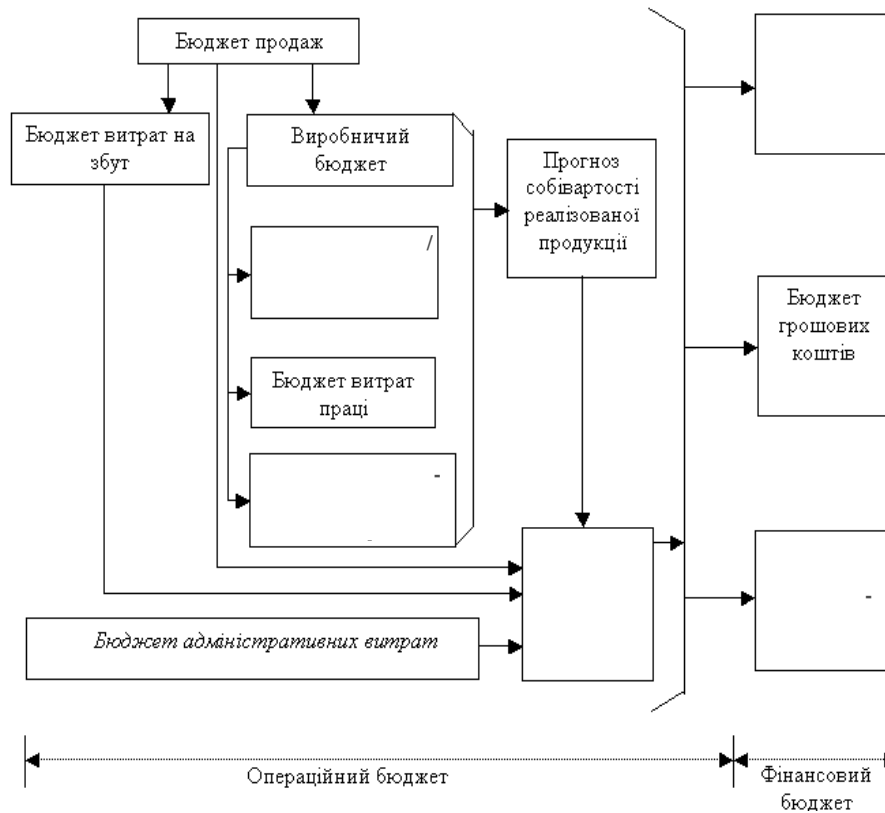 Бюджет продаж
Бюджет витрат на
збут
Виробничий
бюджет
Прогноз
собівартості
реалізованої
продукції
/
Бюджет
грошових
коштів
Бюджет витрат
праці
-
-
-
Бюджет адміністративних витрат
Операційний бюджет
Фінансовий
бюджет